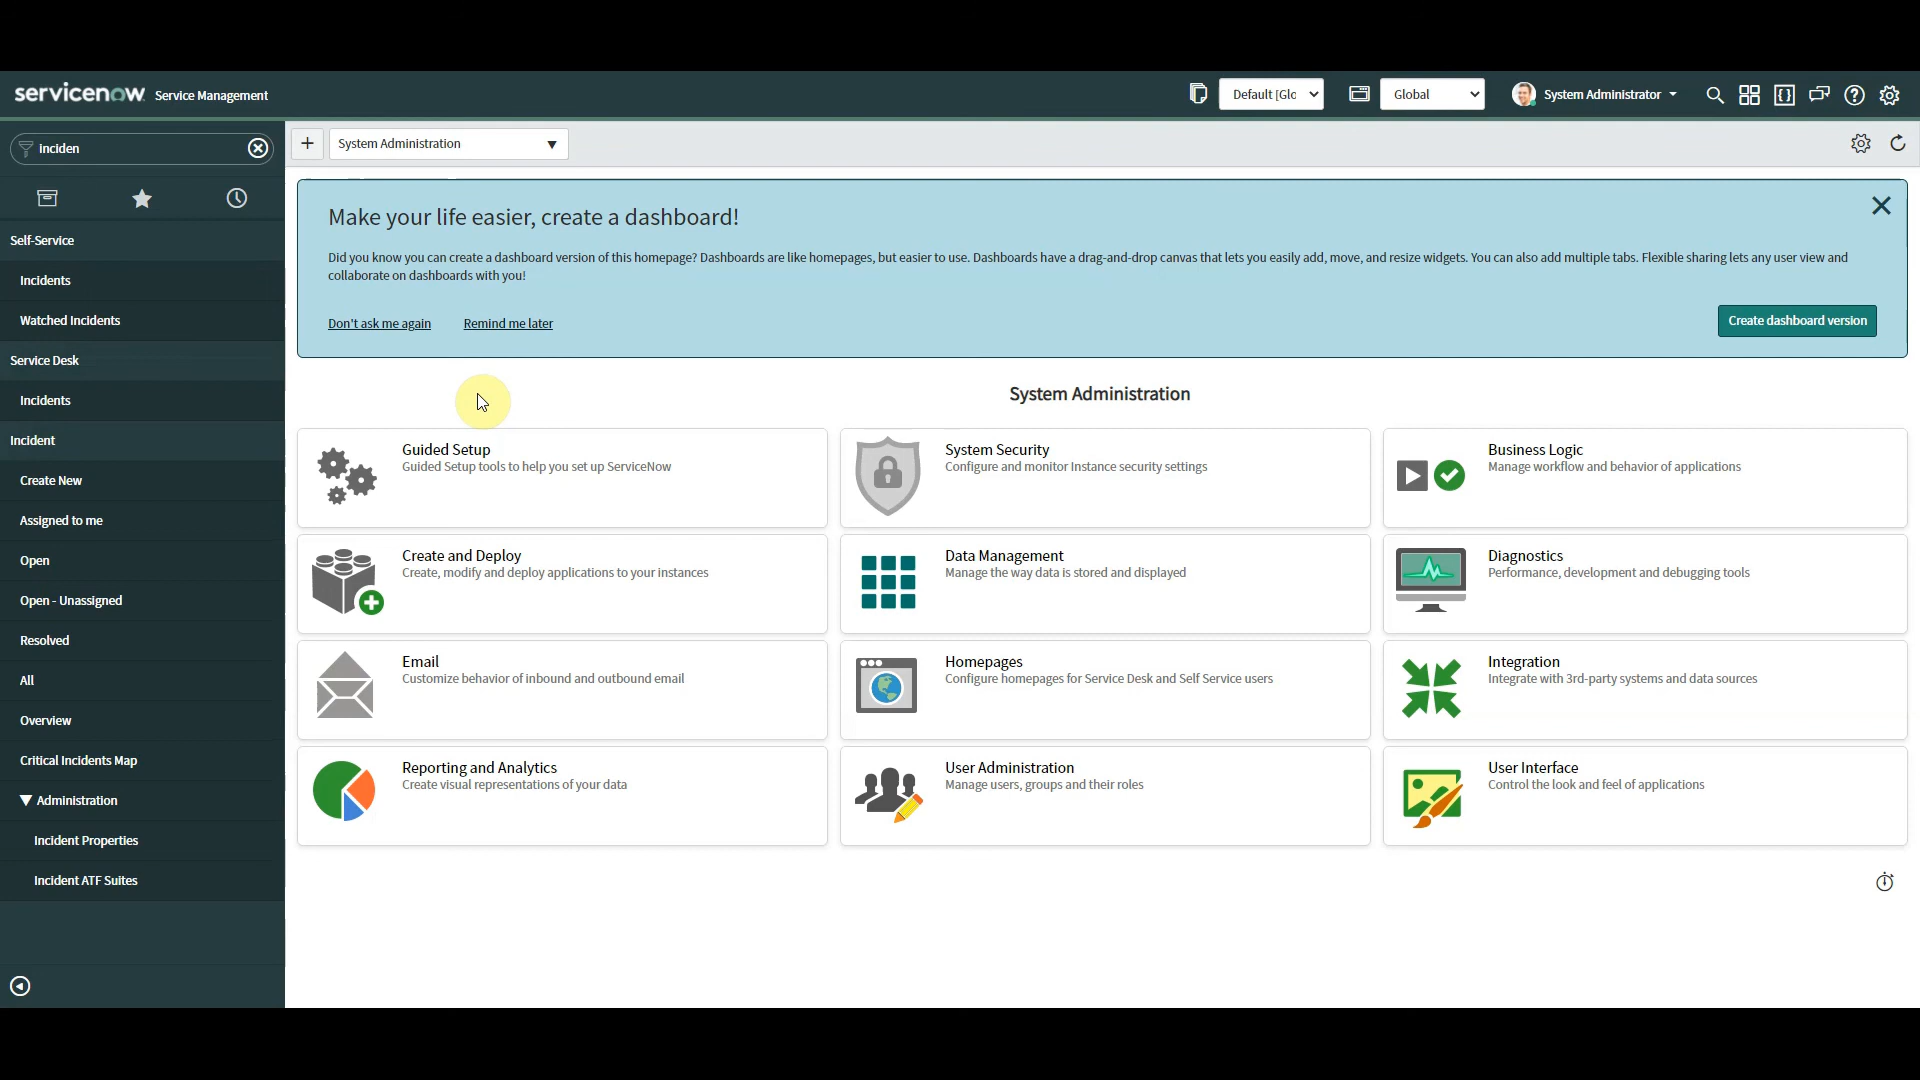 servicenow Service Management
Default [Glc
Global
System Administrator
inciden
System Administration
Self-Service
Incidents
Watched Incidents
Service Desk
Incidents
Incident
Create New
Assigned to me
Open
Open - Unassigned
Resolved
All
Overview
Critical Incidents Map
Administration
Incident Properties
Incident ATF Suites
Make your life easier, create a dashboard!
Did you know you can create a dashboard version of this homepage? Dashboards are like homepages, but easier to use. Dashboards have a drag-and-drop canvas that lets you easily add, move, and resize widgets. You can also add multiple tabs. Flexible sharing lets any user view and
collaborate on dashboards with you!
Don't ask me again Remind me later
Create dashboard version
System Administration
Guided Setup
Guided Setup tools to help you set up ServiceNow
System Security
Configure and monitor Instance security settings
Business Logic
Manage workflow and behavior of applications
Create and Deploy
Create, modify and deploy applications to your instances
Data Management
Manage the way data is stored and displayed
Diagnostics
Performance, development and debugging tools
Email
Customize behavior of inbound and outbound email
Homepages
Configure homepages for Service Desk and Self Service users
Integration
Integrate with 3rd-party systems and data sources
Reporting and Analytics
Create visual representations of your data
User Administration
Manage users, groups and their roles
User Interface
Control the look and feel of applications